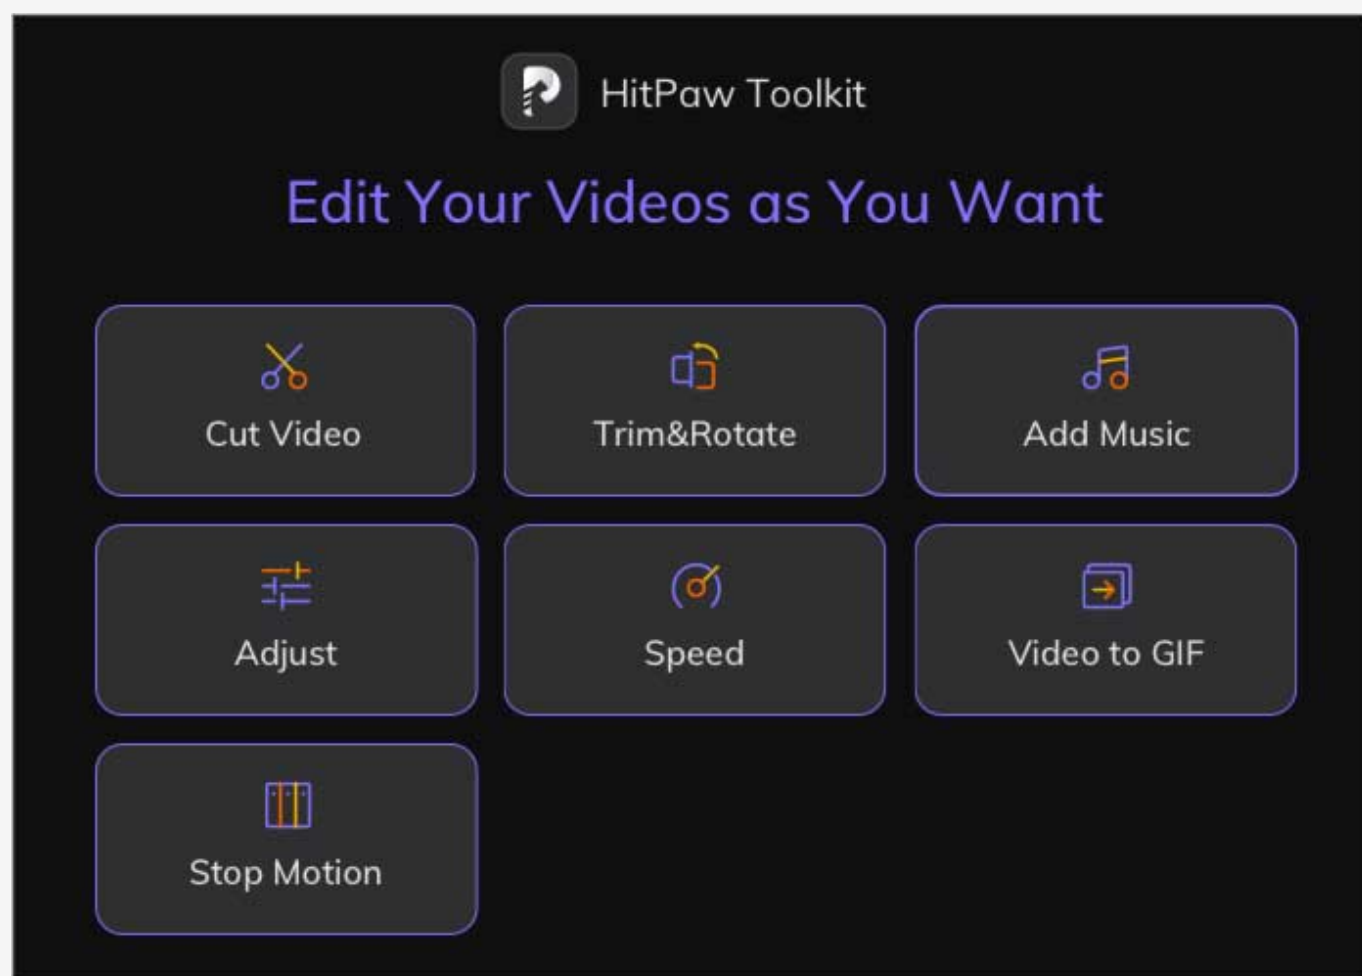 HitPaw Toolkit
Edit Your Videos as You Want
Cut Video
Trim&Rotate
Add Music
Adjust
Speed
Video to GIF
Stop Motion